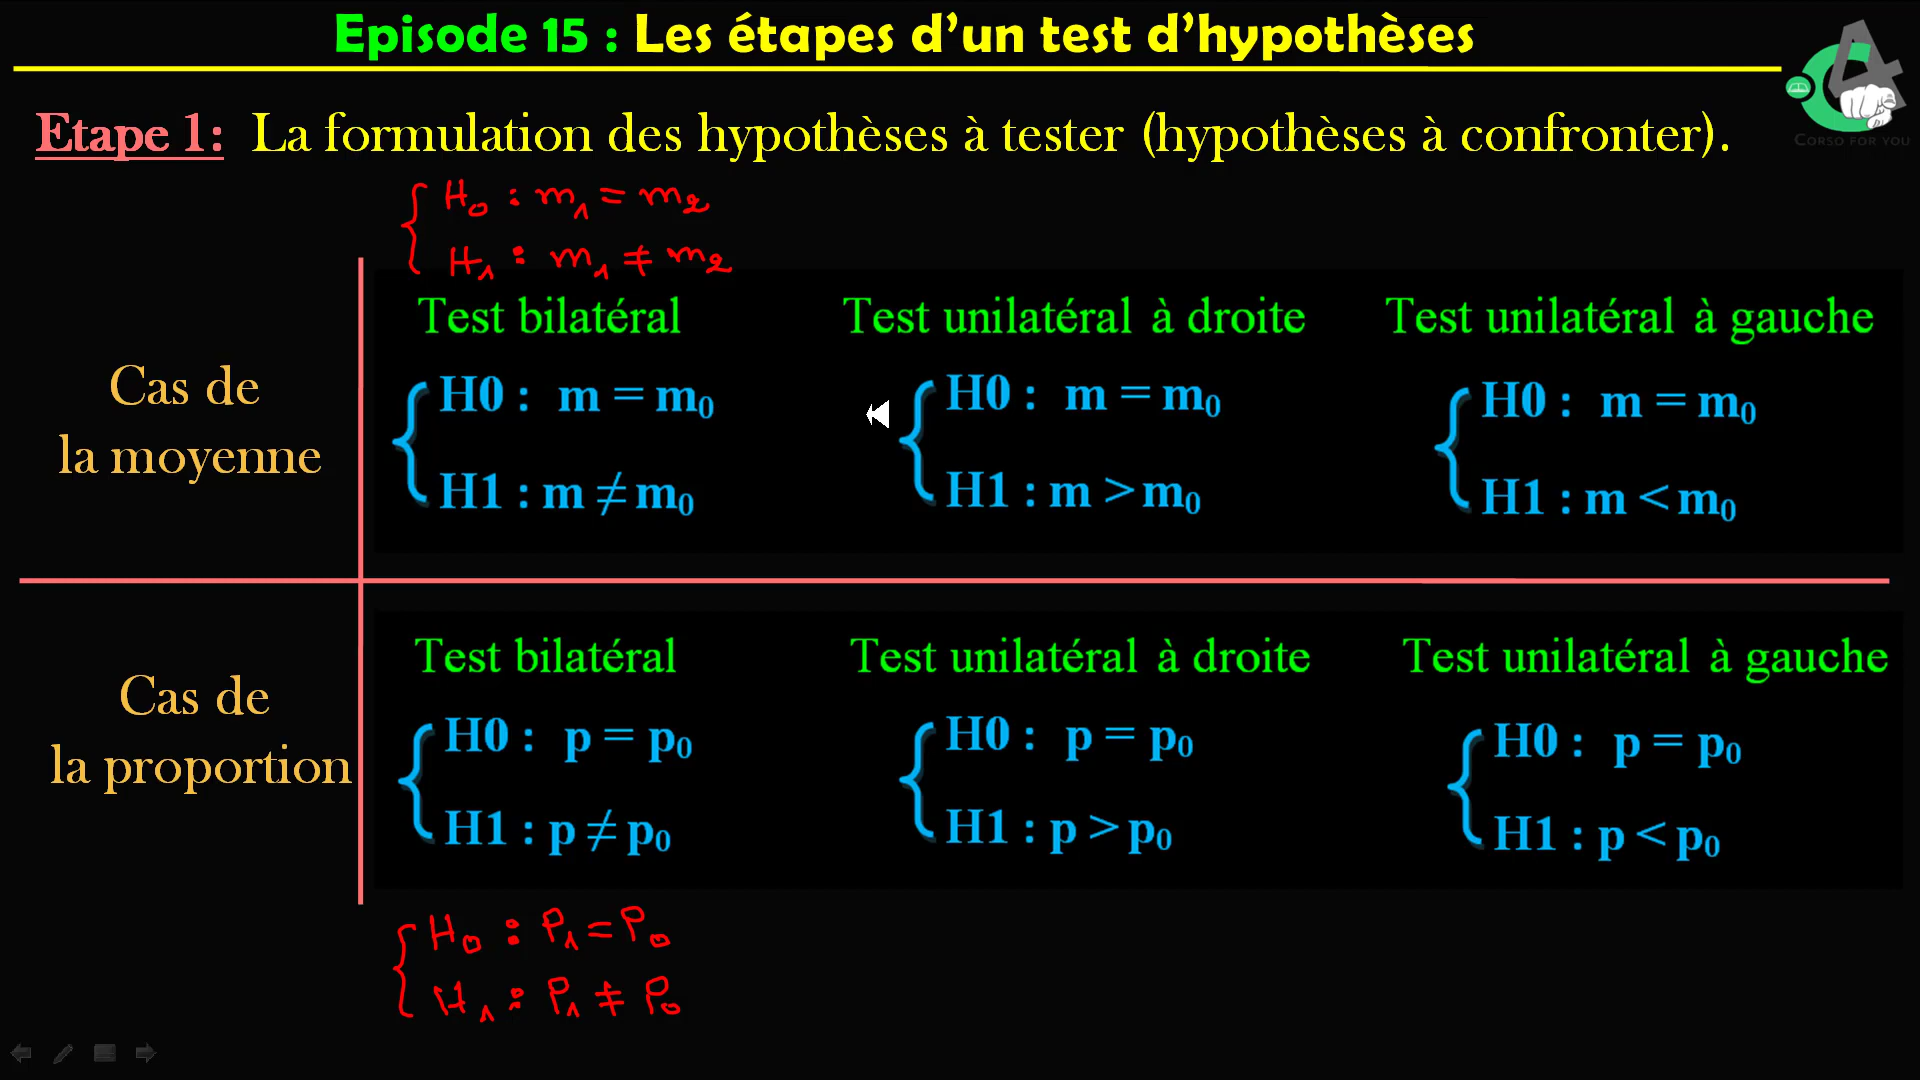 Episode 15 : Les étapes d’un test d’hypothèses
CORSO FOR YOU
Etape 1: La formulation des hypothèses à tester (hypothèses à confronter).
H₀ : m₁ = m₂
H₁ : m₁ ≠ m₂
Cas de
la moyenne
Test bilatéral
H0 : m = m₀
H1 : m ≠ m₀
Test unilatéral à droite
H0 : m = m₀
H1 : m > m₀
Test unilatéral à gauche
H0 : m = m₀
H1 : m < m₀
Cas de
la proportion
Test bilatéral
H0 : p = p₀
H1 : p ≠ p₀
Test unilatéral à droite
H0 : p = p₀
H1 : p > p₀
Test unilatéral à gauche
H0 : p = p₀
H1 : p < p₀
H₀ : P₁ = P₀
H₁ : P₁ ≠ P₀